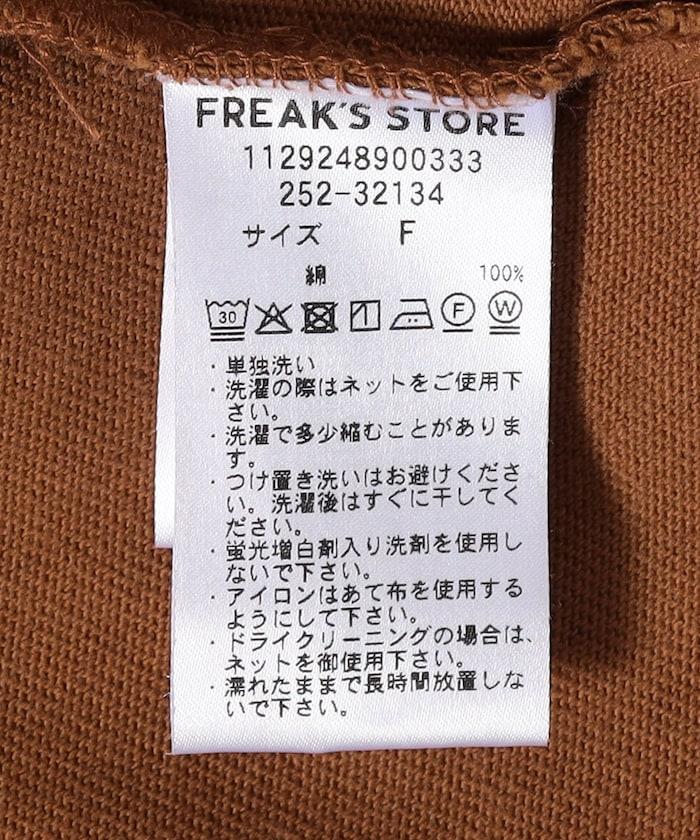 FREAK'S STORE
1129248900333
252-32134
サイズ F
綿 100%
30 F W
・単独洗い
・洗濯の際はネットをご使用下
さい。
・洗濯で多少縮むことがありま
す。
・つけ置き洗いはお避けくださ
い。洗濯後はすぐに干してく
ださい。
・蛍光増白剤入り洗剤を使用し
ないで下さい。
・アイロンはあて布を使用する
ようにして下さい。
・ドライクリーニングの場合は、
ネットを御使用下さい。
・濡れたままで長時間放置しな
いで下さい。